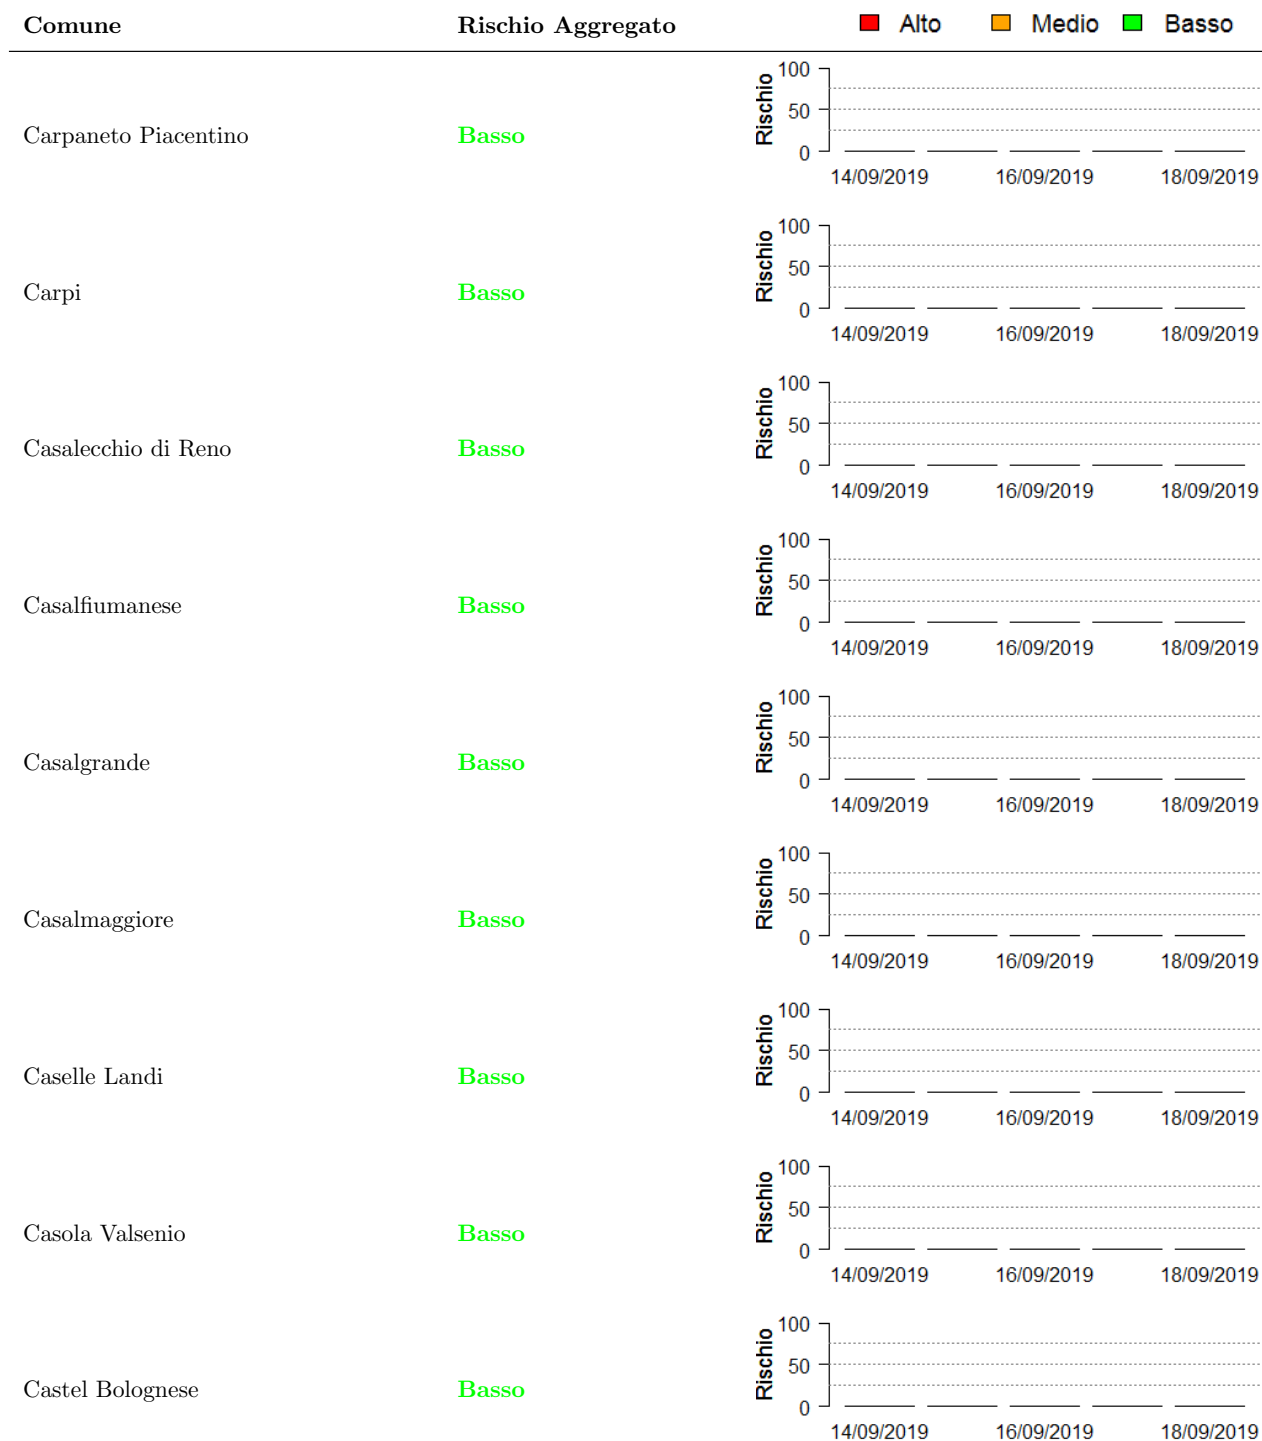 Comune Rischio Aggregato Alto Medio Basso
100
Rischio
50
Carpaneto Piacentino Basso
0
14/09/2019 16/09/2019 18/09/2019
100
Rischio
50
Carpi Basso
0
14/09/2019 16/09/2019 18/09/2019
100
Rischio
50
Casalecchio di Reno Basso
0
14/09/2019 16/09/2019 18/09/2019
100
Rischio
50
Casalfiumanese Basso
0
14/09/2019 16/09/2019 18/09/2019
100
Rischio
50
Casalgrande Basso
0
14/09/2019 16/09/2019 18/09/2019
100
Rischio
50
Casalmaggiore Basso
0
14/09/2019 16/09/2019 18/09/2019
100
Rischio
50
Caselle Landi Basso
0
14/09/2019 16/09/2019 18/09/2019
100
Rischio
50
Casola Valsenio Basso
0
14/09/2019 16/09/2019 18/09/2019
100
Rischio
50
Castel Bolognese Basso
0
14/09/2019 16/09/2019 18/09/2019